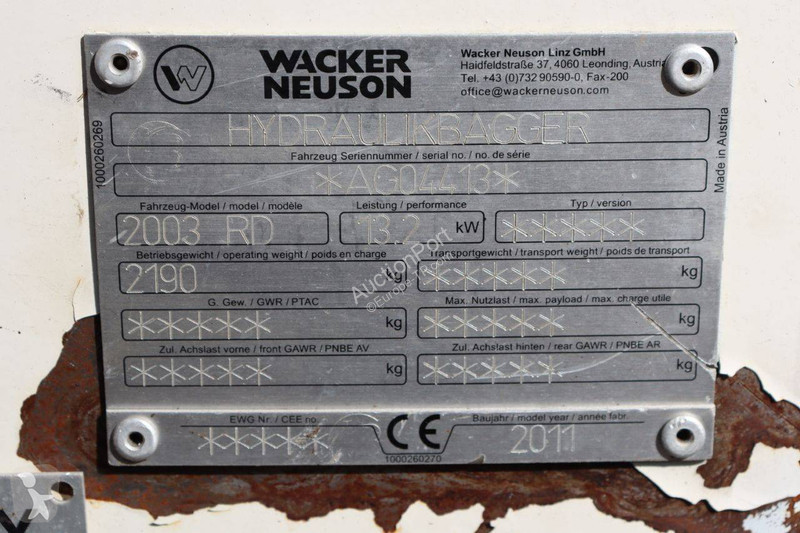 W
WACKER
NEUSON
Wacker Neuson Linz GmbH
Haidfeldstraße 37, 4060 Leonding, Austria
Tel. +43 (0)732 90590-0, Fax-200
office@wackerneuson.com
HYDRAULIKBAGGER
Fahrzeug Seriennummer / serial no. / no. de série
*AG04413*
Fahrzeug-Model / model / modèle
Leistung / performance
Typ / version
2003 RD
13.2 kW
*****
Betriebsgewicht / operating weight / poids en charge
Transportgewicht / transport weight / poids de transport
2190 kg
***** kg
G. Gew. / GWR / PTAC
Max. Nutzlast / max. payload / max. charge utile
***** kg
***** kg
Zul. Achslast vorne / front GAWR / PNBE AV
Zul. Achslast hinten / rear GAWR / PNBE AR
***** kg
***** kg
EWG Nr. / CEE no.
Baujahr / model year / année fabr.
*****
CE
2011
1000260270
1000260269
Made in Austria
AuctionPort